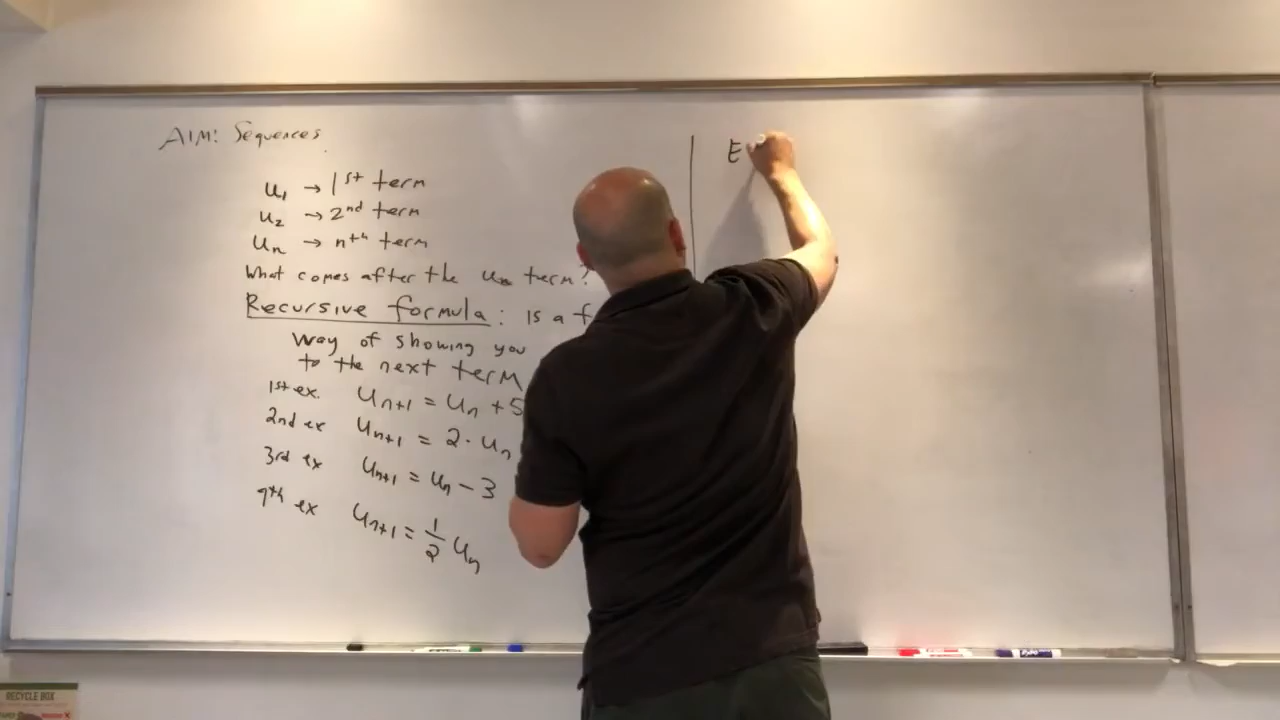 AIM: Sequences.
u₁ → 1st term
u₂ → 2nd term
uₙ → nth term
What comes after the uₙ term?
Recursive formula: is a f
way of showing you
to the next term
1st ex. uₙ₊₁ = uₙ + 5
2nd ex uₙ₊₁ = 2 · uₙ
3rd ex uₙ₊₁ = uₙ - 3
4th ex uₙ₊₁ = 1/2 uₙ
E
RECYCLE BOX